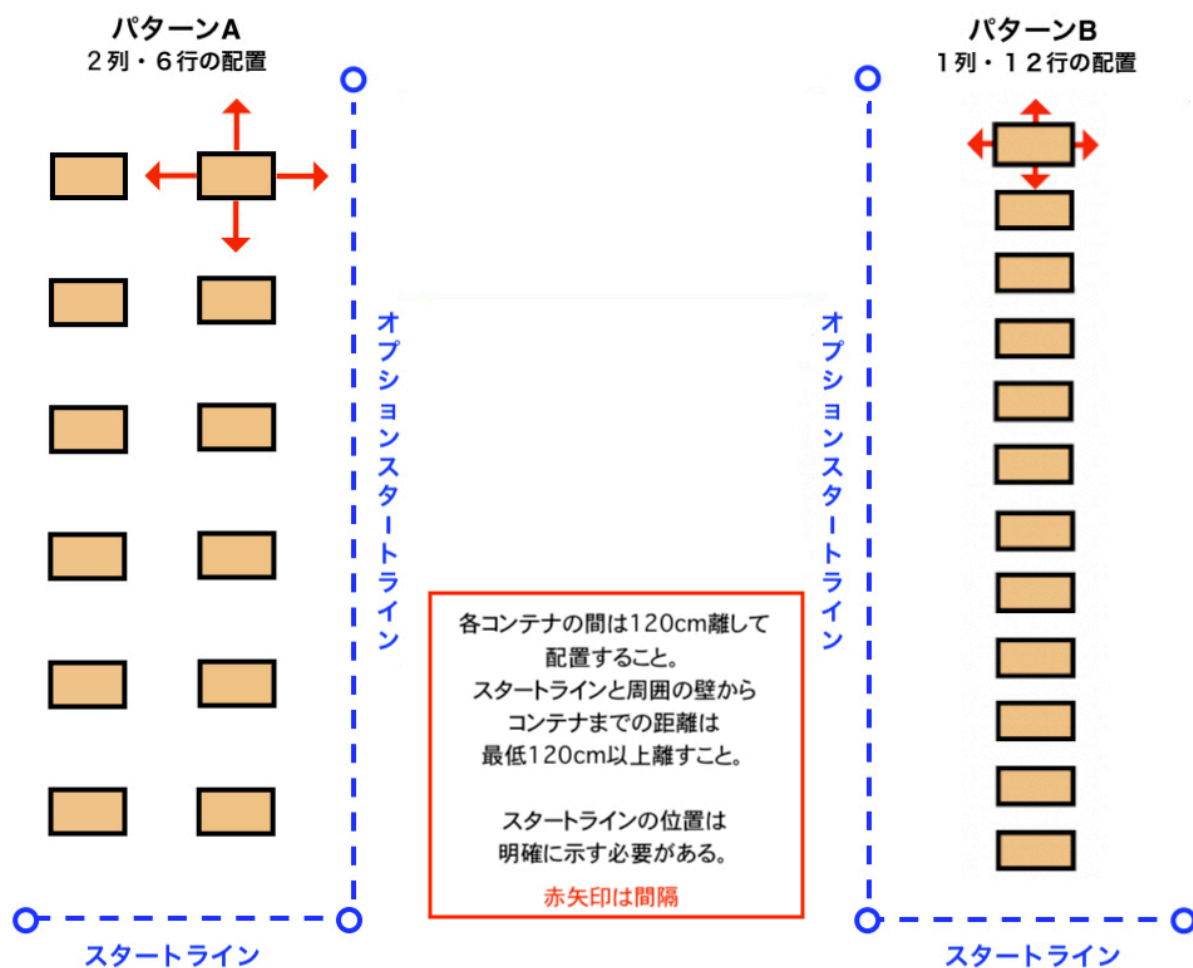 パターンA
2列・6行の配置
オプションスタートライン
スタートライン
各コンテナの間は120cm離して
配置すること。
スタートラインと周囲の壁から
コンテナまでの距離は
最低120cm以上離すこと。
スタートラインの位置は
明確に示す必要がある。
赤矢印は間隔
パターンB
1列・12行の配置
オプションスタートライン
スタートライン